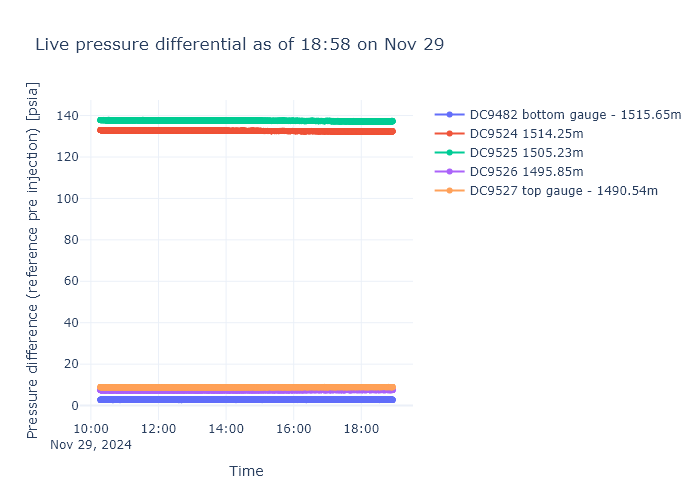 Live pressure differential as of 18:58 on Nov 29
Pressure difference (reference pre injection) [psia]
140
120
100
80
60
40
20
0
10:00
12:00
14:00
16:00
18:00
Nov 29, 2024
Time
DC9482 bottom gauge - 1515.65m
DC9524 1514.25m
DC9525 1505.23m
DC9526 1495.85m
DC9527 top gauge - 1490.54m